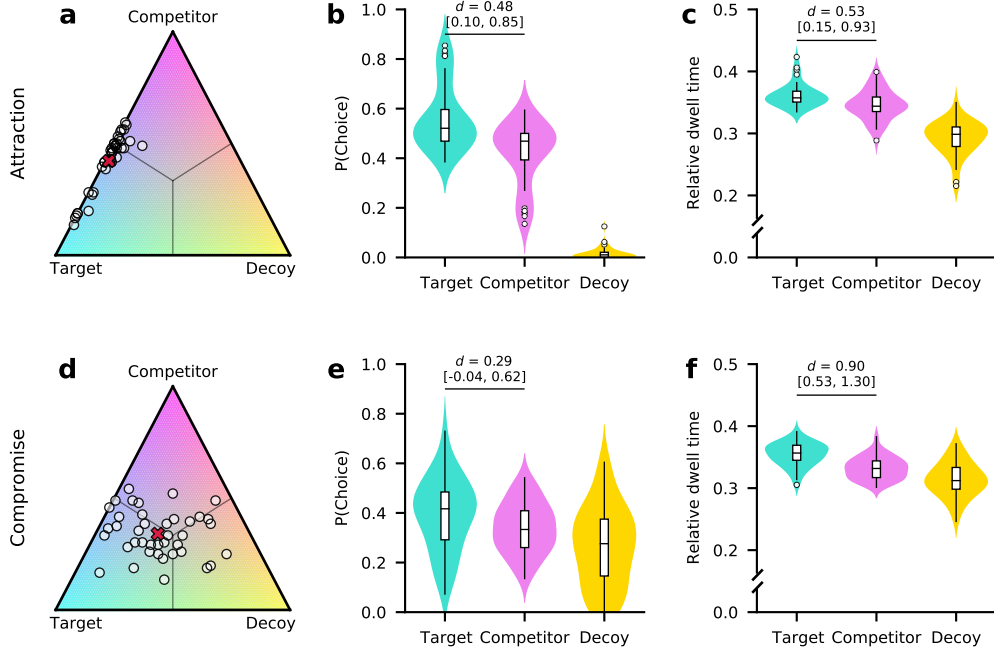 a
Competitor
Attraction
Target
Decoy
b
d = 0.48
[0.10, 0.85]
P(Choice)
1.0
0.8
0.6
0.4
0.2
0.0
Target Competitor Decoy
c
d = 0.53
[0.15, 0.93]
Relative dwell time
0.5
0.4
0.3
0.2
0.0
Target Competitor Decoy
d
Competitor
Compromise
Target
Decoy
e
d = 0.29
[-0.04, 0.62]
P(Choice)
1.0
0.8
0.6
0.4
0.2
0.0
Target Competitor Decoy
f
d = 0.90
[0.53, 1.30]
Relative dwell time
0.5
0.4
0.3
0.2
0.0
Target Competitor Decoy